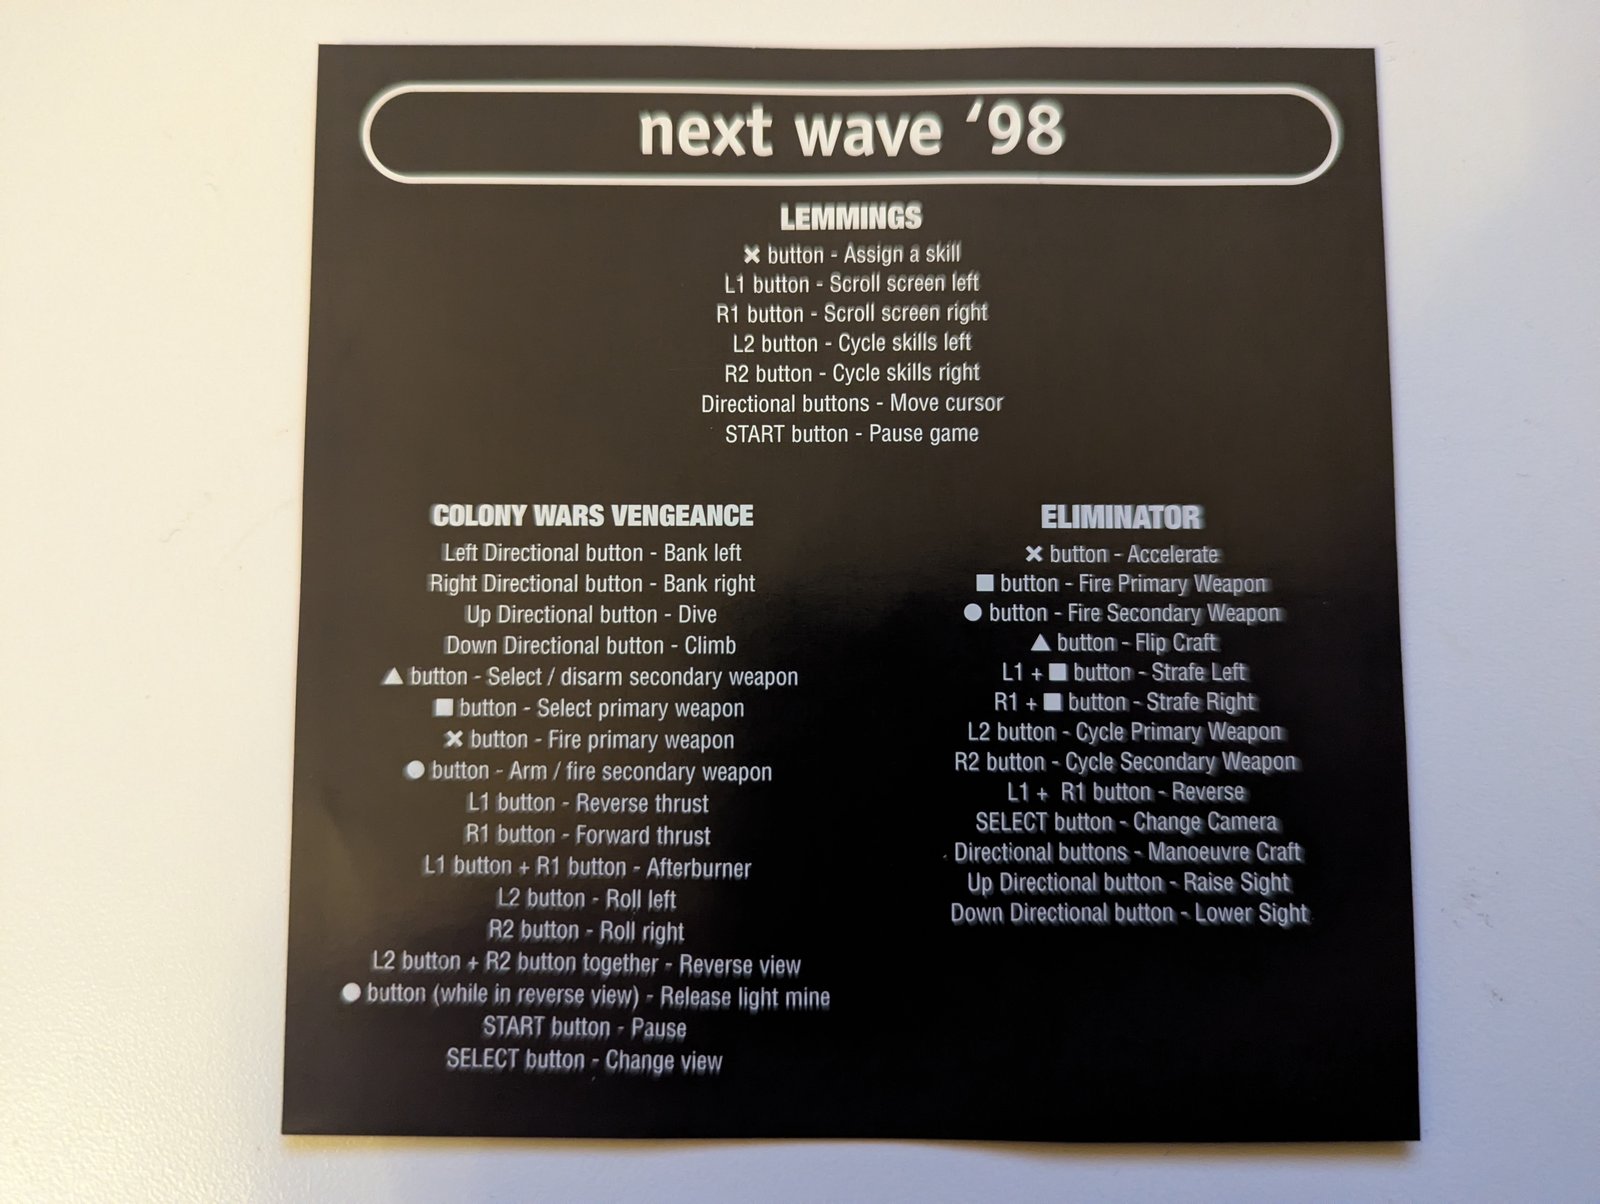 next wave ‘98
LEMMINGS
✖ button - Assign a skill
L1 button - Scroll screen left
R1 button - Scroll screen right
L2 button - Cycle skills left
R2 button - Cycle skills right
Directional buttons - Move cursor
START button - Pause game
COLONY WARS VENGEANCE
Left Directional button - Bank left
Right Directional button - Bank right
Up Directional button - Dive
Down Directional button - Climb
▲ button - Select / disarm secondary weapon
■ button - Select primary weapon
✖ button - Fire primary weapon
● button - Arm / fire secondary weapon
L1 button - Reverse thrust
R1 button - Forward thrust
L1 button + R1 button - Afterburner
L2 button - Roll left
R2 button - Roll right
L2 button + R2 button together - Reverse view
● button (while in reverse view) - Release light mine
START button - Pause
SELECT button - Change view
ELIMINATOR
✖ button - Accelerate
■ button - Fire Primary Weapon
● button - Fire Secondary Weapon
▲ button - Flip Craft
L1 + ■ button - Strafe Left
R1 + ■ button - Strafe Right
L2 button - Cycle Primary Weapon
R2 button - Cycle Secondary Weapon
L1 + R1 button - Reverse
SELECT button - Change Camera
Directional buttons - Manoeuvre Craft
Up Directional button - Raise Sight
Down Directional button - Lower Sight